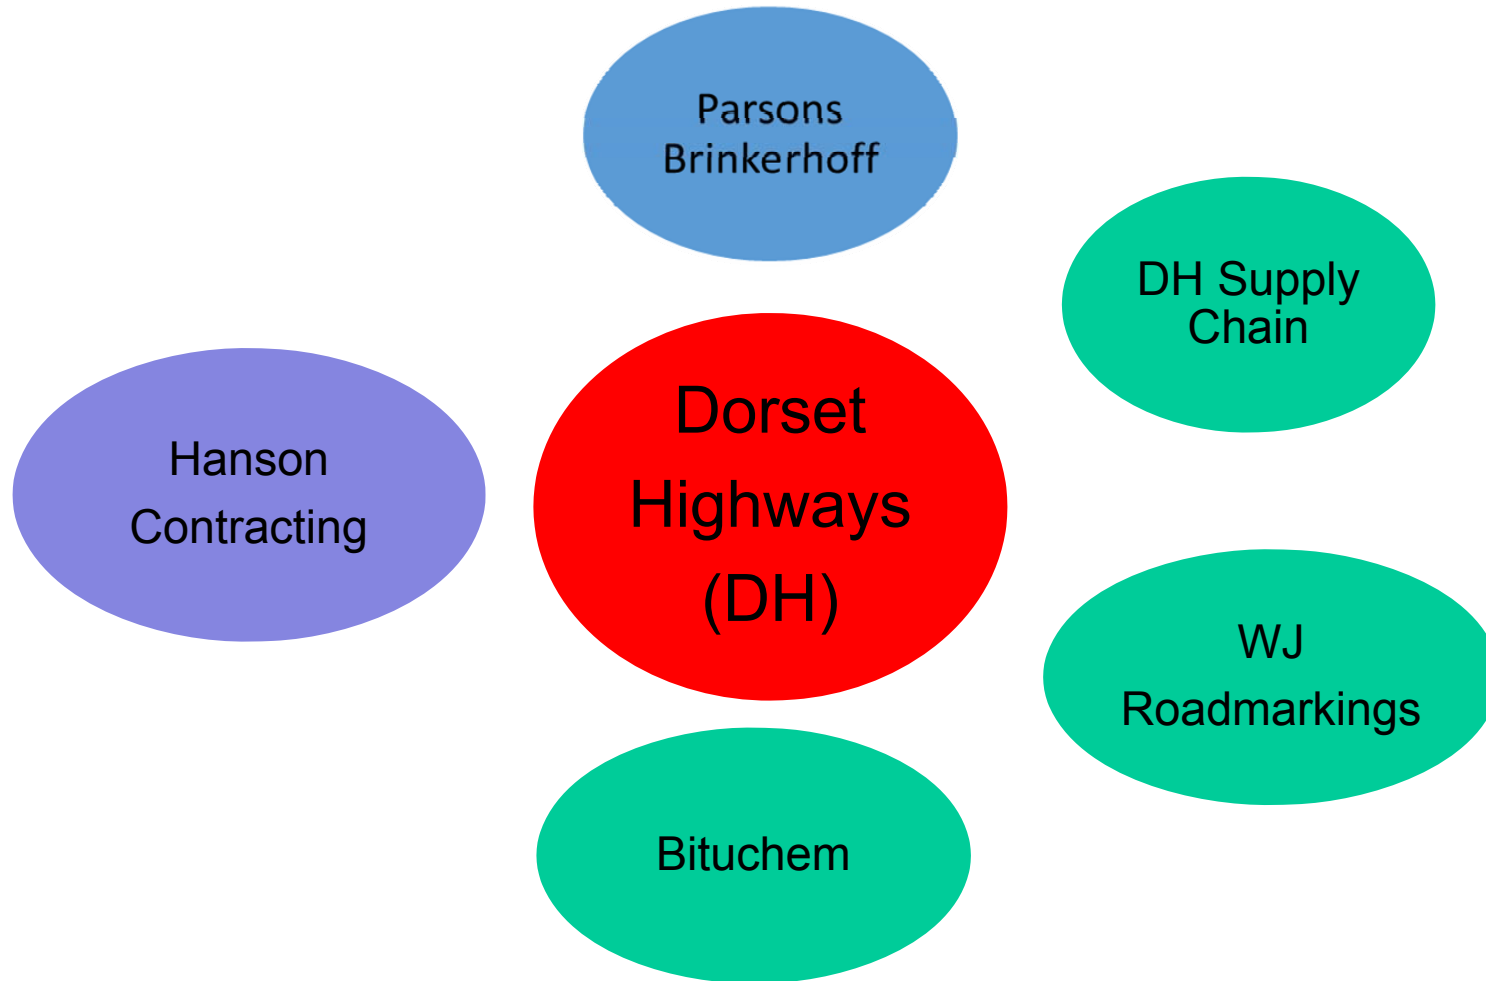 Parsons
Brinkerhoff
DH Supply
Chain
Dorset
Highways
(DH)
Hanson
Contracting
WJ
Roadmarkings
Bituchem